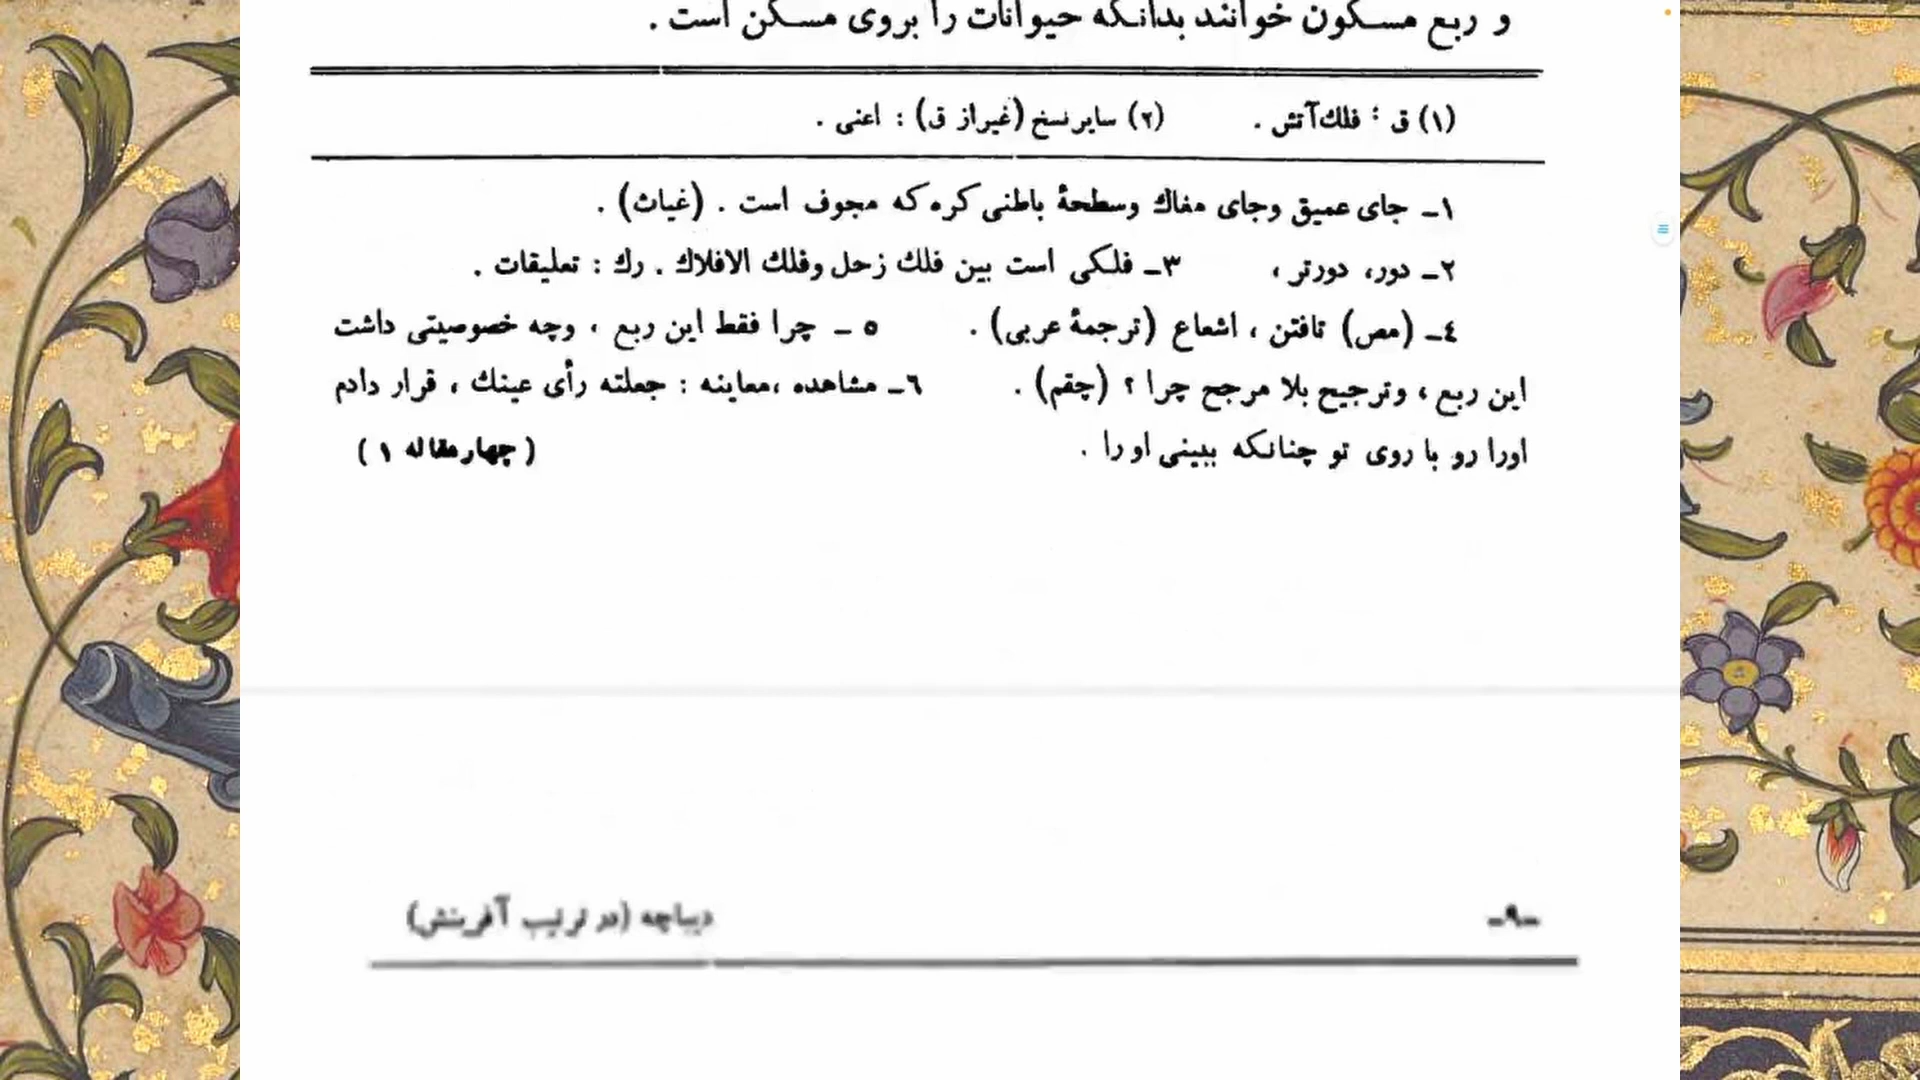 و ربع مسکون خوانند بدانکه حیوانات را بروی مسکن است .
(۱) ق : فلك آتش . (۲) سایر نسخ (غیراز ق) : اعنی .
۱ـ جای عمیق وجای مغاك وسطحهٔ باطنی کره که مجوف است . (غیاث) .
۲ـ دور، دورتر ، ۳ـ فلکی است بین فلك زحل وفلك الافلاك . رك : تعلیقات .
٤ـ (مص) تافتن ، اشعاع (ترجمهٔ عربی) . ٥ ـ چرا فقط این ربع ، وچه خصوصیتی داشت
این ربع ، وترجیح بلا مرجح چرا ؟ (چقم) . ٦ـ مشاهده ،معاینه : جعلته رأی عینك ، قرار دادم
اورا رو با روی تو چنانکه ببینی او را . (چهارمقاله ۱)
ـ۹ـ دیباچه (در ترتیب آفرینش)